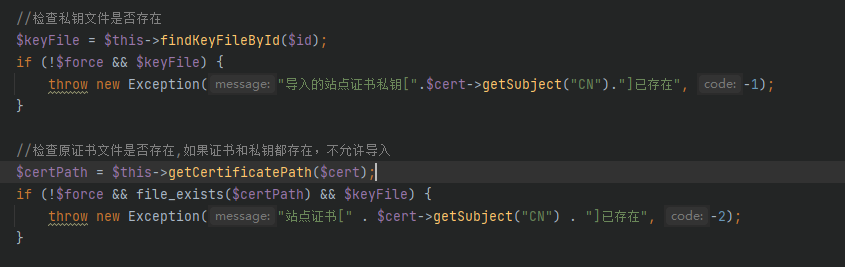 //检查私钥文件是否存在
$keyFile = $this->findKeyFileById($id);
if (!$force && $keyFile) {
throw new Exception( message: "导入的站点证书私钥[".$cert->getSubject("CN")."]已存在", code: -1);
}
//检查原证书文件是否存在,如果证书和私钥都存在，不允许导入
$certPath = $this->getCertificatePath($cert);
if (!$force && file_exists($certPath) && $keyFile) {
throw new Exception( message: "站点证书[" . $cert->getSubject("CN") . "]已存在", code: -2);
}